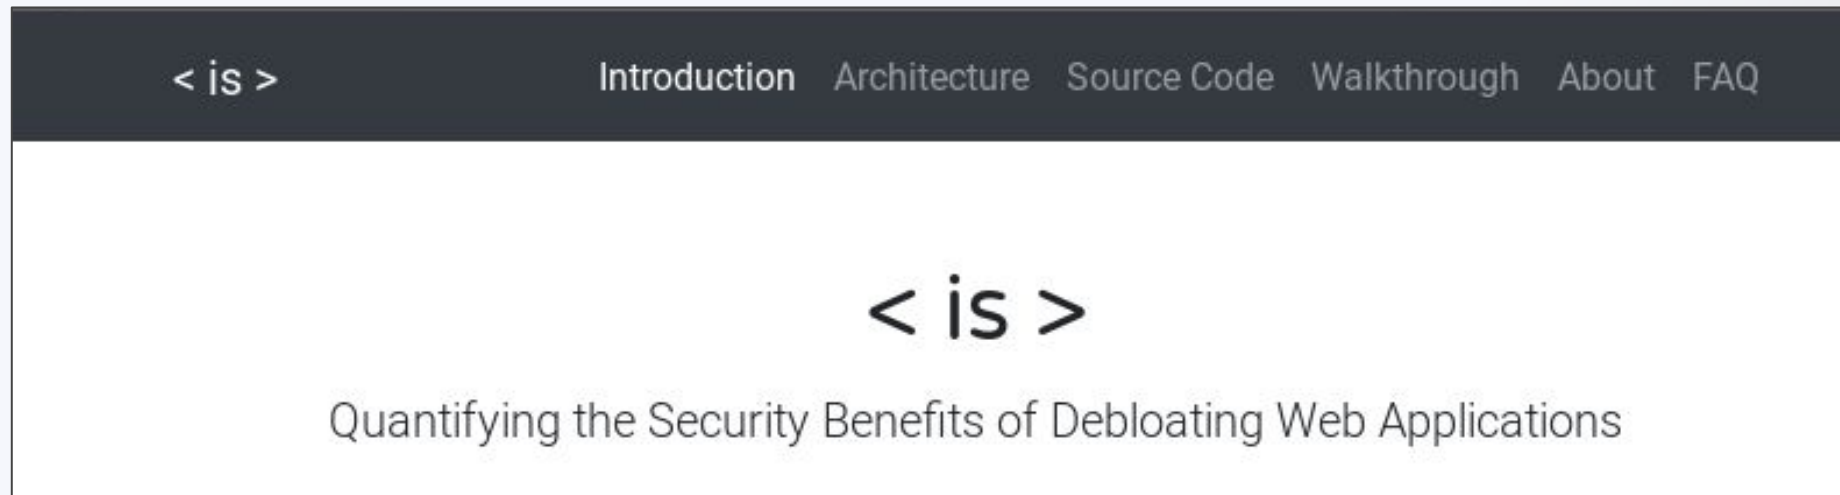 < is > Introduction Architecture Source Code Walkthrough About FAQ
< is >
Quantifying the Security Benefits of Debloating Web Applications